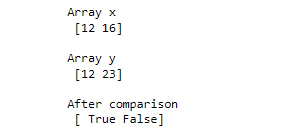 Array x
[12 16]
Array y
[12 23]
After comparison
[ True False]